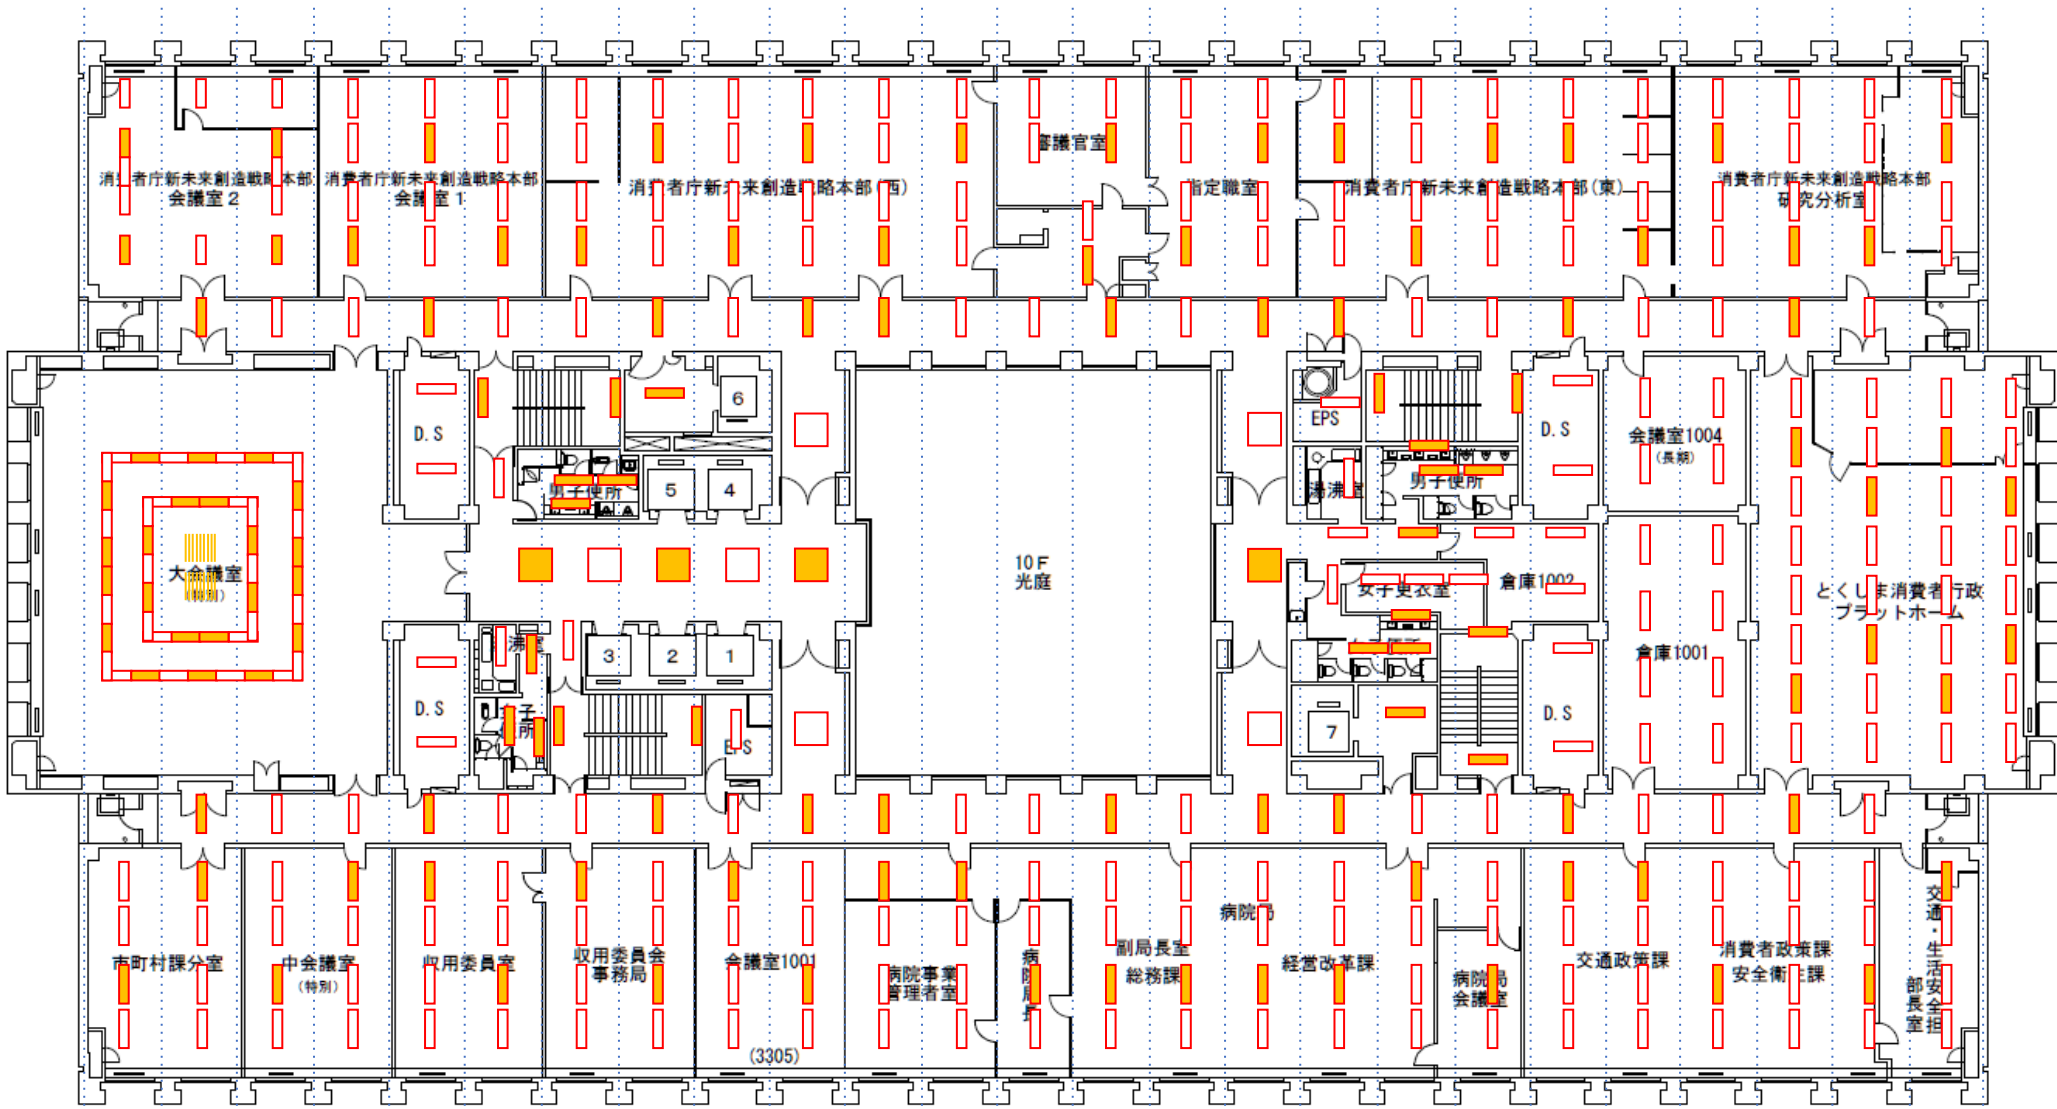 消費者庁新未来創造戦略本部
会議室2
消費者庁新未来創造戦略本部
会議室1
消費者庁新未来創造戦略本部(西)
審議官室
指定職室
消費者庁新未来創造戦略本部(東)
消費者庁新未来創造戦略本部
研究分析室
D.S
6
EPS
D.S
会議室1004
(長期)
男子便所
5
4
湯沸室
男子便所
大会議室
(特別)
10F
光庭
女子更衣室
倉庫1002
とくしま消費者行政
プラットホーム
3
2
1
倉庫1001
D.S
EPS
7
D.S
市町村課分室
中会議室
(特別)
収用委員室
収用委員会
事務局
会議室1001
(3305)
病院事業
管理者室
病院局長
副局長室
総務課
病院局
経営改革課
病院局
会議室
交通政策課
消費者政策課
安全衛生課
交通・生活安全担
部長室